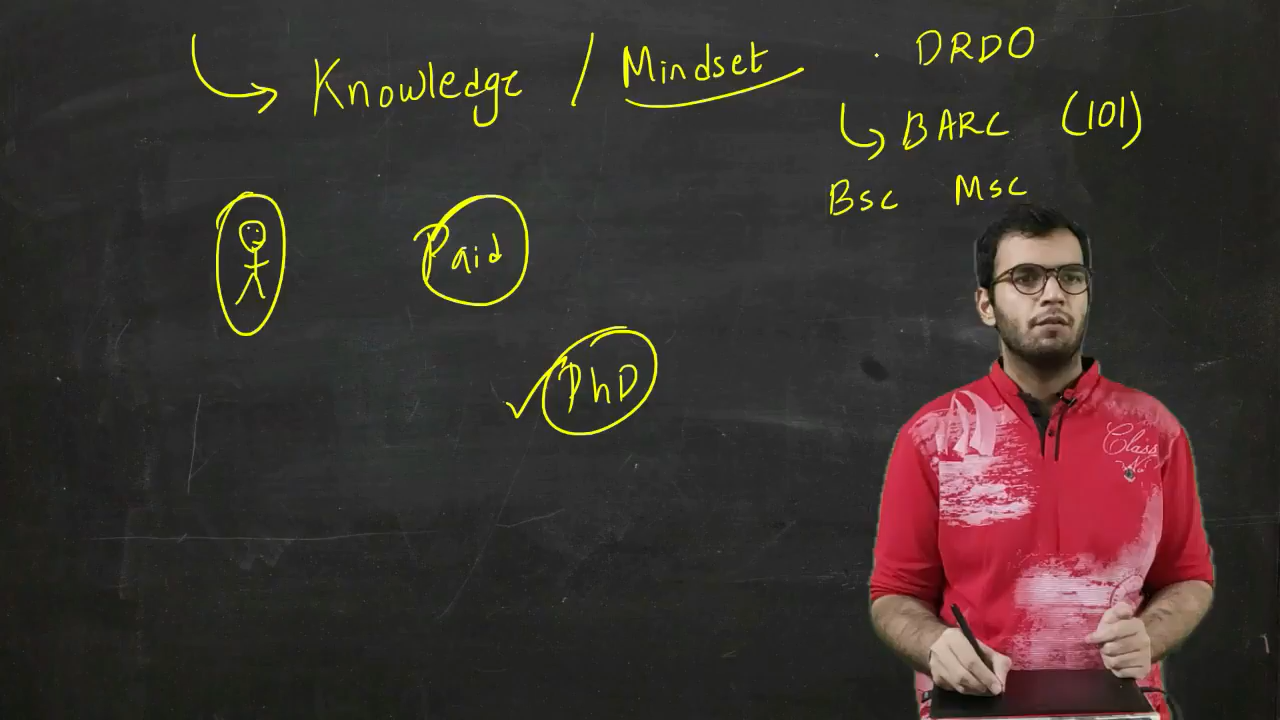 Knowledge / Mindset
DRDO
BARC (101)
Bsc Msc
Paid
PhD
Class